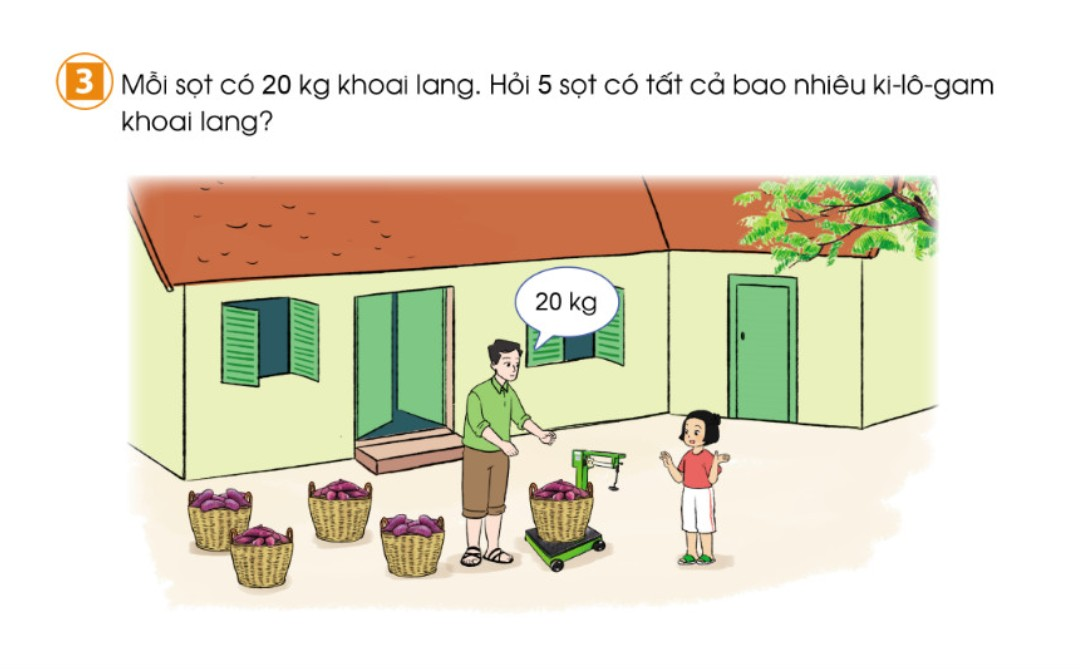 3 Mỗi sọt có 20 kg khoai lang. Hỏi 5 sọt có tất cả bao nhiêu ki-lô-gam
khoai lang?
20 kg